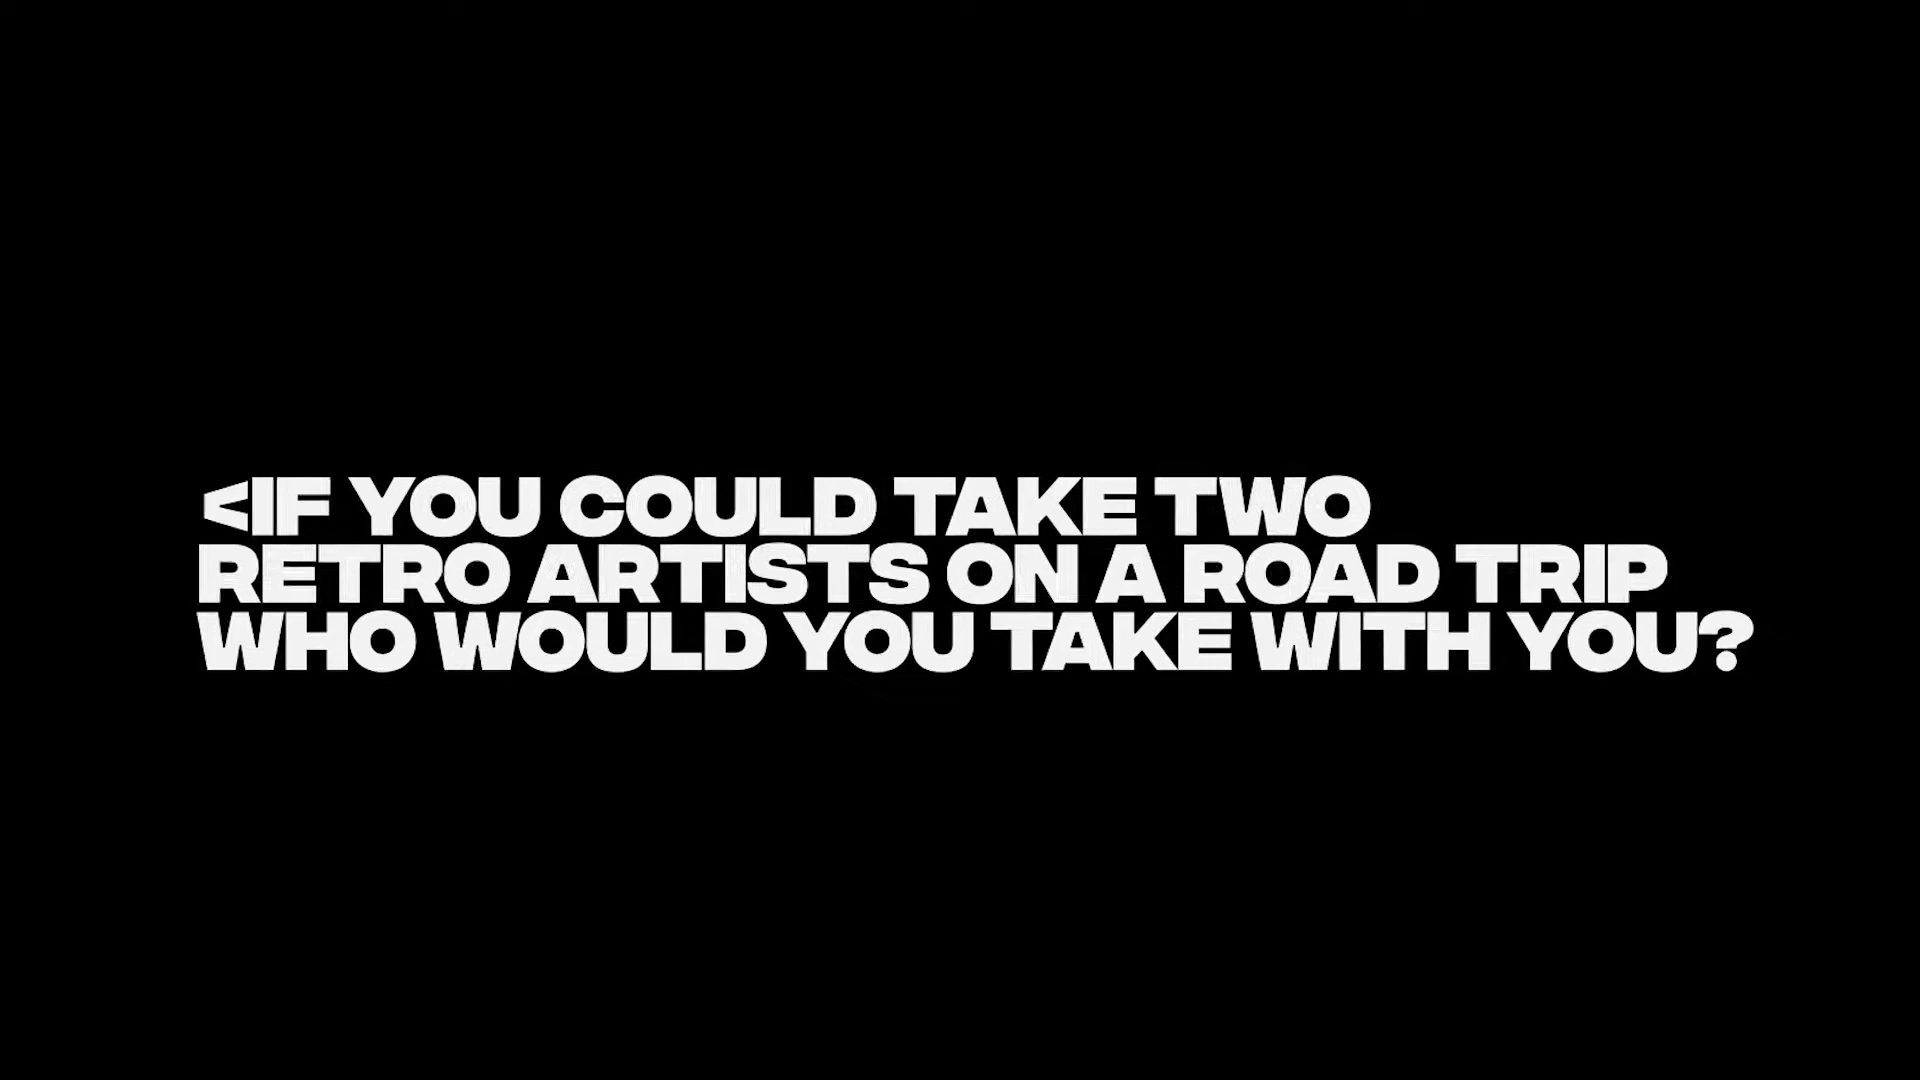 <IF YOU COULD TAKE TWO
RETRO ARTISTS ON A ROAD TRIP
WHO WOULD YOU TAKE WITH YOU?